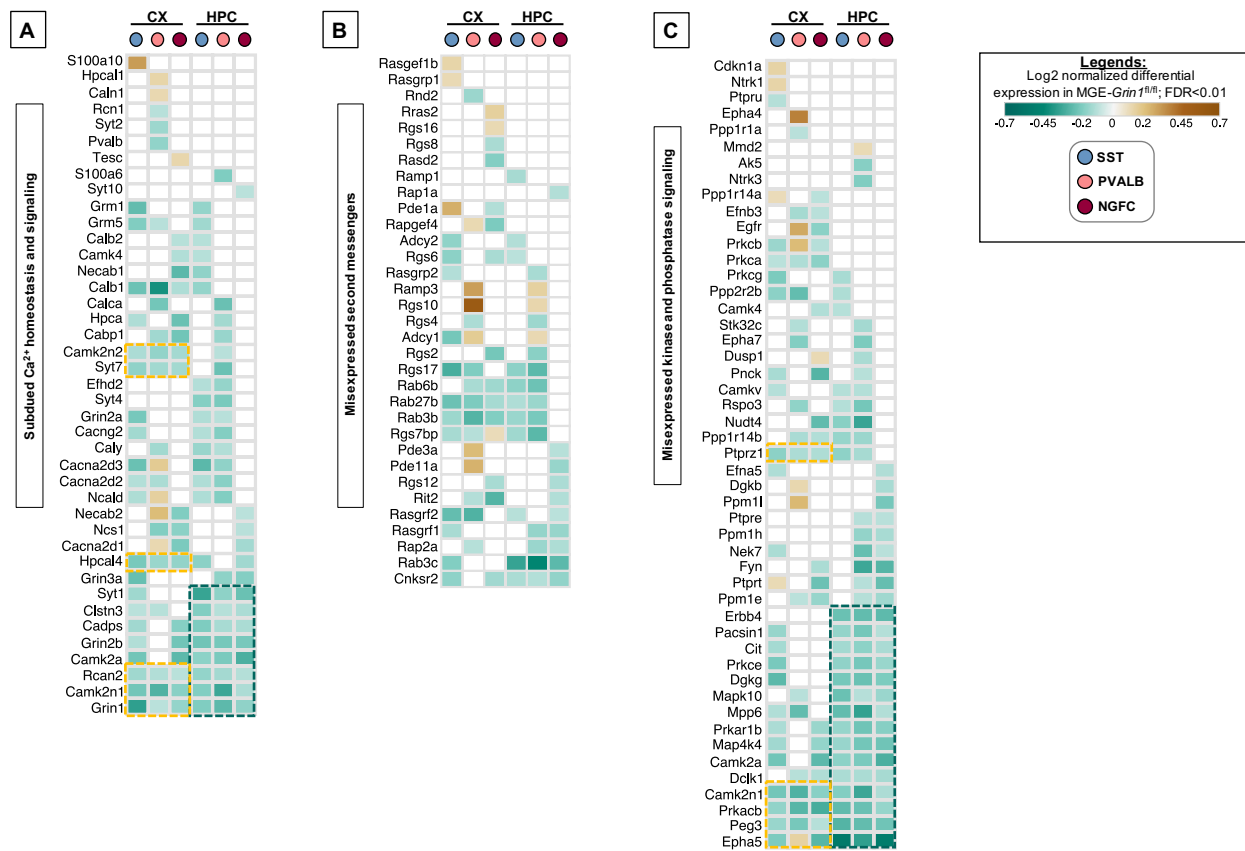 A
CX
HPC
S100a10
Hpcal1
Caln1
Rcn1
Syt2
Pvalb
Tesc
S100a6
Syt10
Grm1
Grm5
Calb2
Camk4
Necab1
Calb1
Calca
Hpca
Cabp1
Camk2n2
Syt7
Efhd2
Syt4
Grin2a
Cacng2
Caly
Cacna2d3
Cacna2d2
Ncald
Necab2
Ncs1
Cacna2d1
Hpcal4
Grin3a
Syt1
Clstn3
Cadps
Grin2b
Camk2a
Rcan2
Camk2n1
Grin1
Subdued Ca²⁺ homeostasis and signaling
B
CX
HPC
Rasgef1b
Rasgrp1
Rnd2
Rras2
Rgs16
Rgs8
Rasd2
Ramp1
Rap1a
Pde1a
Rapgef4
Adcy2
Rgs6
Rasgrp2
Ramp3
Rgs10
Rgs4
Adcy1
Rgs2
Rgs17
Rab6b
Rab27b
Rab3b
Rgs7bp
Pde3a
Pde11a
Rgs12
Rit2
Rasgrf2
Rasgrf1
Rap2a
Rab3c
Cnksr2
Misexpressed second messengers
C
CX
HPC
Cdkn1a
Ntrk1
Ptpru
Epha4
Ppp1r1a
Mmd2
Ak5
Ntrk3
Ppp1r14a
Efnb3
Egfr
Prkcb
Prkca
Prkcg
Ppp2r2b
Camk4
Stk32c
Epha7
Dusp1
Pnck
Camkv
Rspo3
Nudt4
Ppp1r14b
Ptprz1
Efna5
Dgkb
Ppm1l
Ptpre
Ppm1h
Nek7
Fyn
Ptprt
Ppm1e
Erbb4
Pacsin1
Cit
Prkce
Dgkg
Mapk10
Mpp6
Prkar1b
Map4k4
Camk2a
Dclk1
Camk2n1
Prkacb
Peg3
Epha5
Misexpressed kinase and phosphatase signaling
Legends:
Log2 normalized differential
expression in MGE-Grin1fl/fl; FDR<0.01
-0.7 -0.45 -0.2 0 0.2 0.45 0.7
SST
PVALB
NGFC